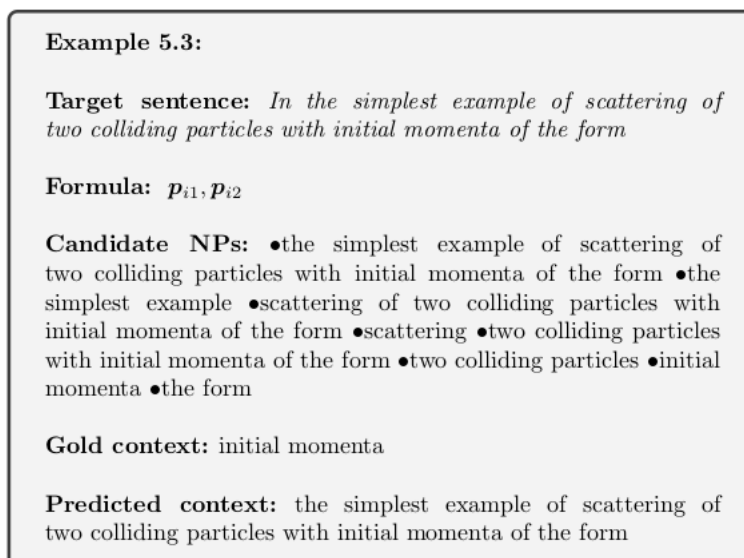 Example 5.3:
Target sentence: In the simplest example of scattering of
two colliding particles with initial momenta of the form
Formula: p_{i1}, p_{i2}
Candidate NPs: •the simplest example of scattering of
two colliding particles with initial momenta of the form •the
simplest example •scattering of two colliding particles with
initial momenta of the form •scattering •two colliding particles
with initial momenta of the form •two colliding particles •initial
momenta •the form
Gold context: initial momenta
Predicted context: the simplest example of scattering of
two colliding particles with initial momenta of the form